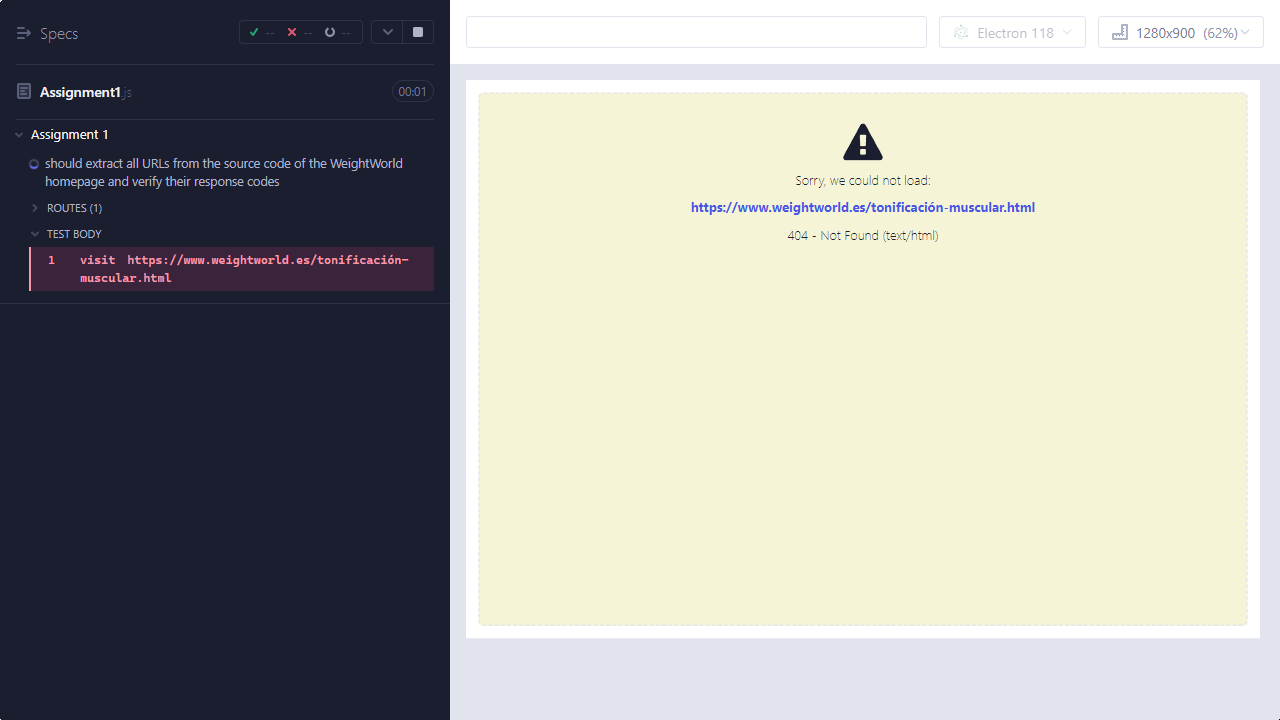 Specs
--
--
--
Assignment1.js
00:01
Assignment 1
should extract all URLs from the source code of the WeightWorld
homepage and verify their response codes
ROUTES (1)
TEST BODY
1 visit https://www.weightworld.es/tonificación-
muscular.html
Electron 118
1280x900 (62%)
Sorry, we could not load:
https://www.weightworld.es/tonificación-muscular.html
404 - Not Found (text/html)